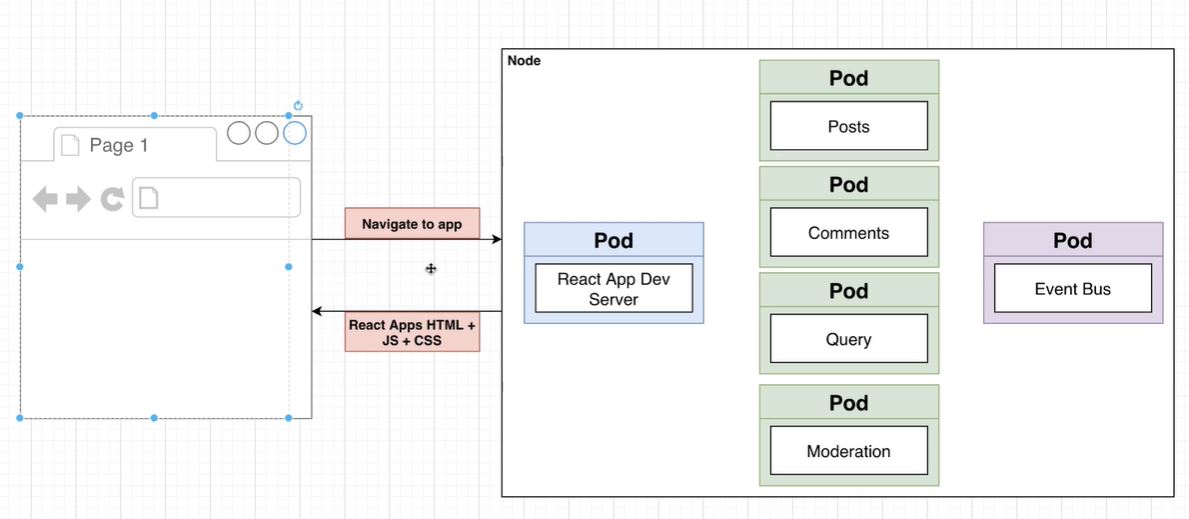 Page 1
Navigate to app
React Apps HTML +
JS + CSS
Node
Pod
React App Dev
Server
Pod
Posts
Pod
Comments
Pod
Query
Pod
Moderation
Pod
Event Bus